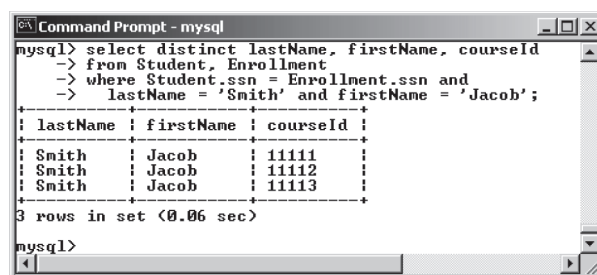 Command Prompt - mysql
mysql> select distinct lastName, firstName, courseId
-> from Student, Enrollment
-> where Student.ssn = Enrollment.ssn and
-> lastName = 'Smith' and firstName = 'Jacob';
+----------+-----------+----------+
| lastName | firstName | courseId |
+----------+-----------+----------+
| Smith | Jacob | 11111 |
| Smith | Jacob | 11112 |
| Smith | Jacob | 11113 |
+----------+-----------+----------+
3 rows in set (0.06 sec)
mysql>